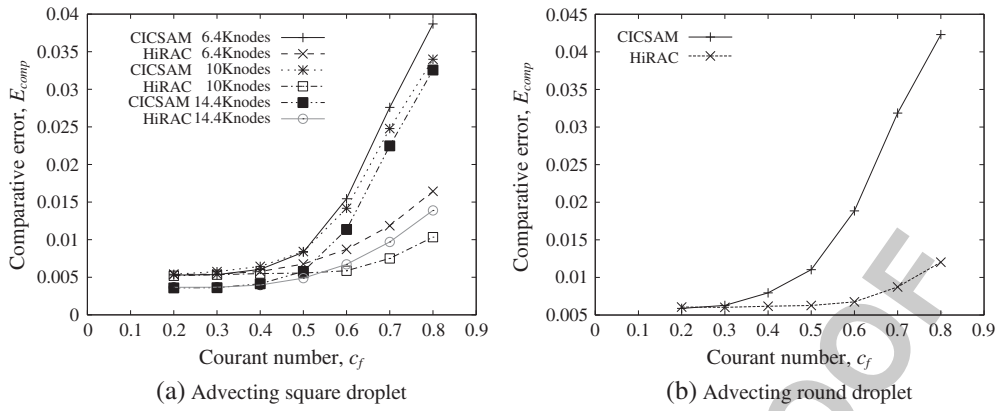 0.04
0.035
0.03
0.025
0.02
0.015
0.01
0.005
0
Comparative error, E_comp
CICSAM 6.4Knodes
HiRAC 6.4Knodes
CICSAM 10Knodes
HiRAC 10Knodes
CICSAM 14.4Knodes
HiRAC 14.4Knodes
0 0.1 0.2 0.3 0.4 0.5 0.6 0.7 0.8 0.9
Courant number, c_f
(a) Advecting square droplet
0.045
0.04
0.035
0.03
0.025
0.02
0.015
0.01
0.005
Comparative error, E_comp
CICSAM
HiRAC
0 0.1 0.2 0.3 0.4 0.5 0.6 0.7 0.8 0.9
Courant number, c_f
(b) Advecting round droplet
OOF